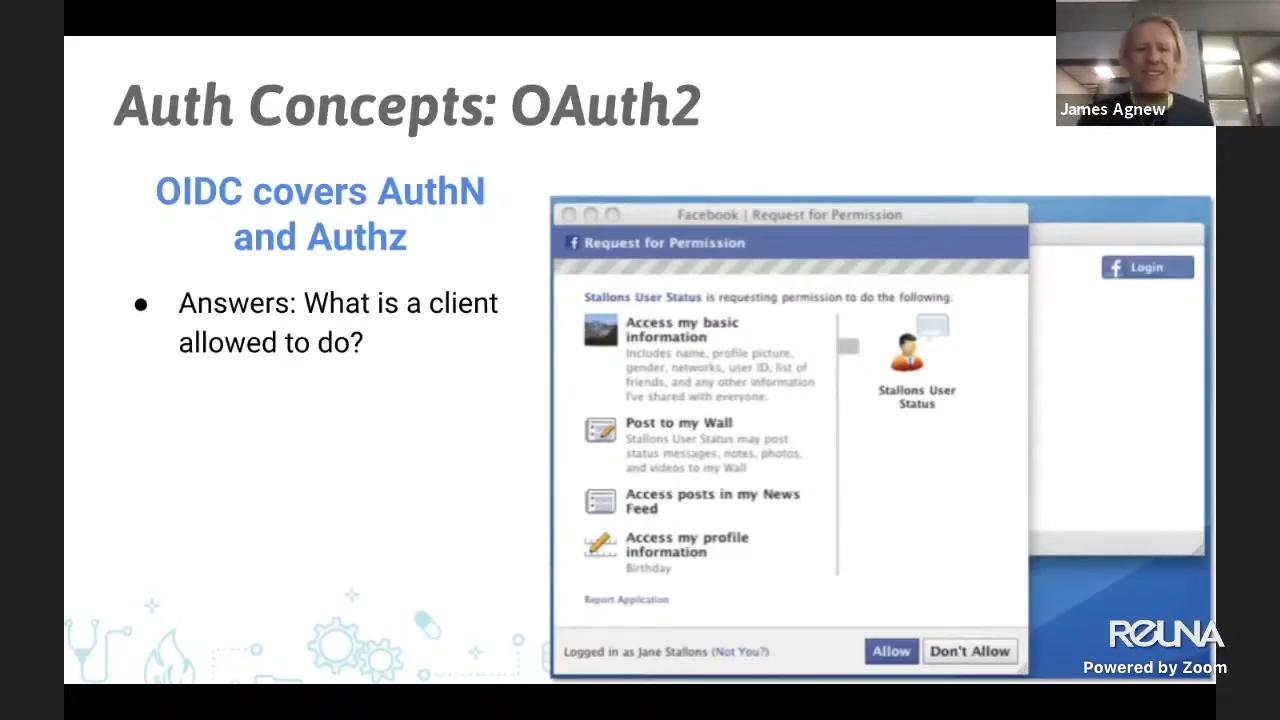 James Agnew
Auth Concepts: OAuth2
OIDC covers AuthN
and Authz
● Answers: What is a client
allowed to do?
Facebook | Request for Permission
f Request for Permission
f Login
Stallons User Status is requesting permission to do the following:
Access my basic
information
Includes name, profile picture,
gender, networks, user ID, list of
friends, and any other information
I've shared with everyone.
Post to my Wall
Stallons User Status may post
status messages, notes, photos,
and videos to my Wall
Access posts in my News
Feed
Access my profile
information
Birthday
Stallons User
Status
Report Application
Logged in as Jane Stallons (Not You?)
Allow
Don't Allow
REUNA
Powered by Zoom